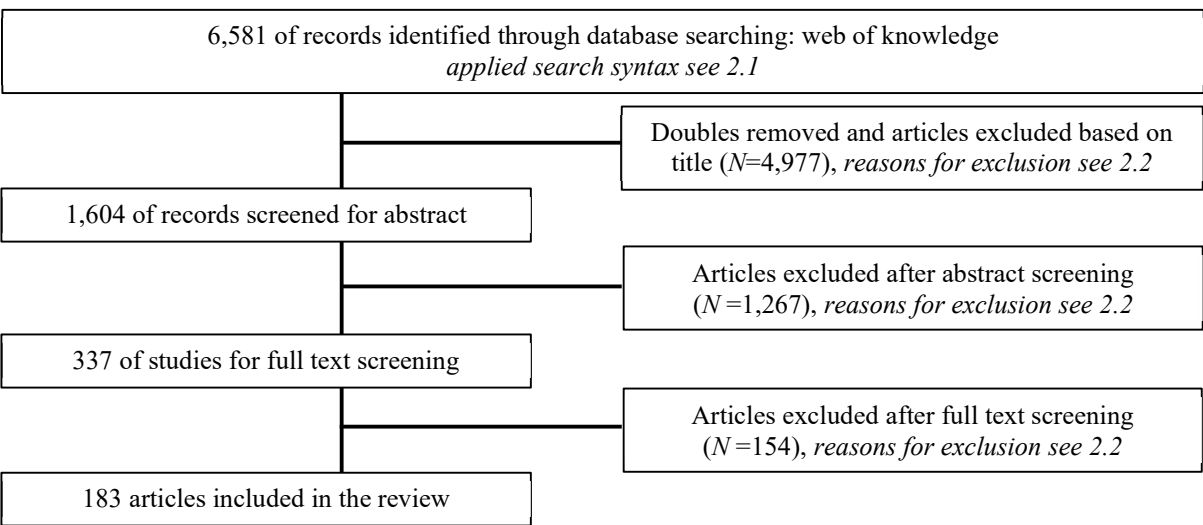 6,581 of records identified through database searching: web of knowledge
applied search syntax see 2.1
Doubles removed and articles excluded based on
title (N=4,977), reasons for exclusion see 2.2
1,604 of records screened for abstract
Articles excluded after abstract screening
(N =1,267), reasons for exclusion see 2.2
337 of studies for full text screening
Articles excluded after full text screening
(N =154), reasons for exclusion see 2.2
183 articles included in the review